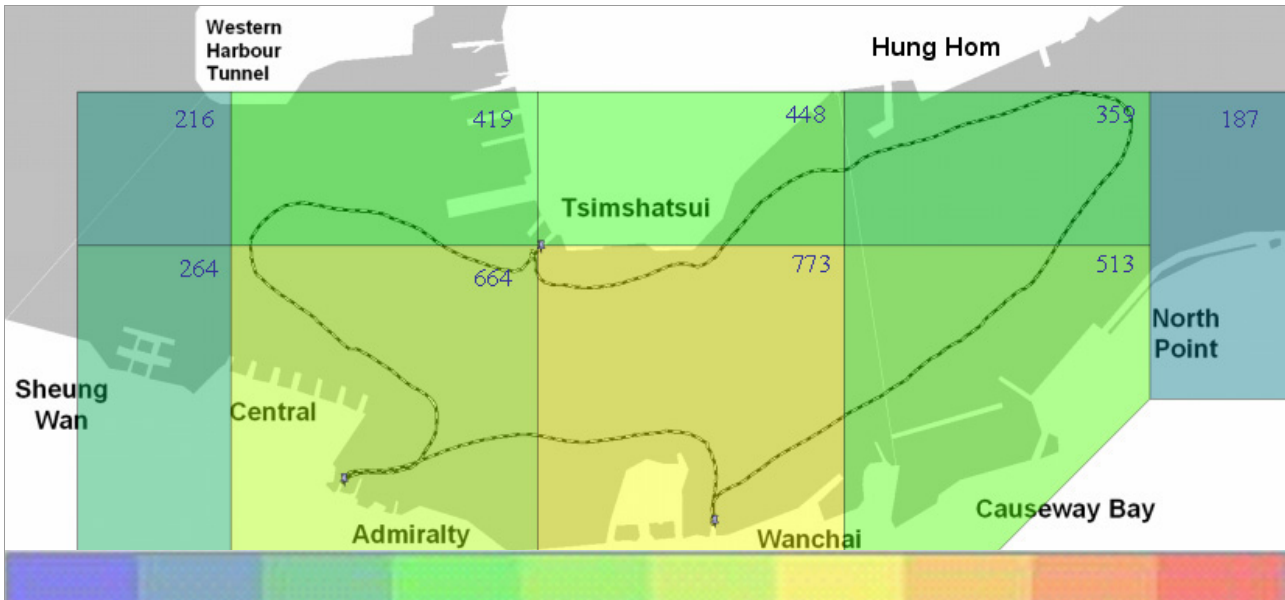 Western
Harbour
Tunnel
Hung Hom
216
419
448
359
187
Tsimshatsui
264
664
773
513
North
Point
Sheung
Wan
Central
Causeway Bay
Admiralty
Wanchai